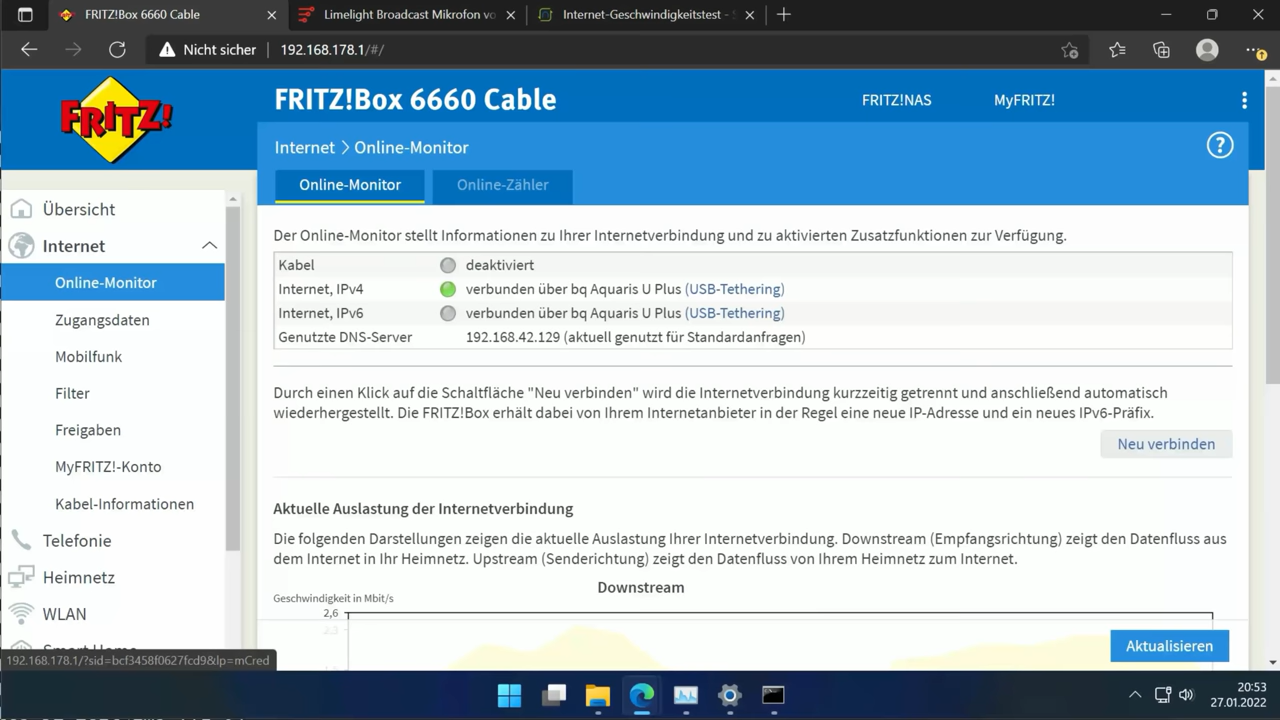 FRITZ!Box 6660 Cable
Limelight Broadcast Mikrofon vo
Internet-Geschwindigkeitstest - S
Nicht sicher
192.168.178.1/#/
FRITZ!
FRITZ!Box 6660 Cable
FRITZ!NAS
MyFRITZ!
Internet > Online-Monitor
?
Online-Monitor
Online-Zähler
Übersicht
Internet
Online-Monitor
Zugangsdaten
Mobilfunk
Filter
Freigaben
MyFRITZ!-Konto
Kabel-Informationen
Telefonie
Heimnetz
WLAN
Smart Home
Der Online-Monitor stellt Informationen zu Ihrer Internetverbindung und zu aktivierten Zusatzfunktionen zur Verfügung.
Kabel deaktiviert
Internet, IPv4 verbunden über bq Aquaris U Plus (USB-Tethering)
Internet, IPv6 verbunden über bq Aquaris U Plus (USB-Tethering)
Genutzte DNS-Server 192.168.42.129 (aktuell genutzt für Standardanfragen)
Durch einen Klick auf die Schaltfläche "Neu verbinden" wird die Internetverbindung kurzzeitig getrennt und anschließend automatisch
wiederhergestellt. Die FRITZ!Box erhält dabei von Ihrem Internetanbieter in der Regel eine neue IP-Adresse und ein neues IPv6-Präfix.
Neu verbinden
Aktuelle Auslastung der Internetverbindung
Die folgenden Darstellungen zeigen die aktuelle Auslastung Ihrer Internetverbindung. Downstream (Empfangsrichtung) zeigt den Datenfluss aus
dem Internet in Ihr Heimnetz. Upstream (Senderichtung) zeigt den Datenfluss von Ihrem Heimnetz zum Internet.
Downstream
Geschwindigkeit in Mbit/s
2,6
2,3
Aktualisieren
192.168.178.1/?sid=bcf3458f0627fcd9&lp=mCred
20:53
27.01.2022